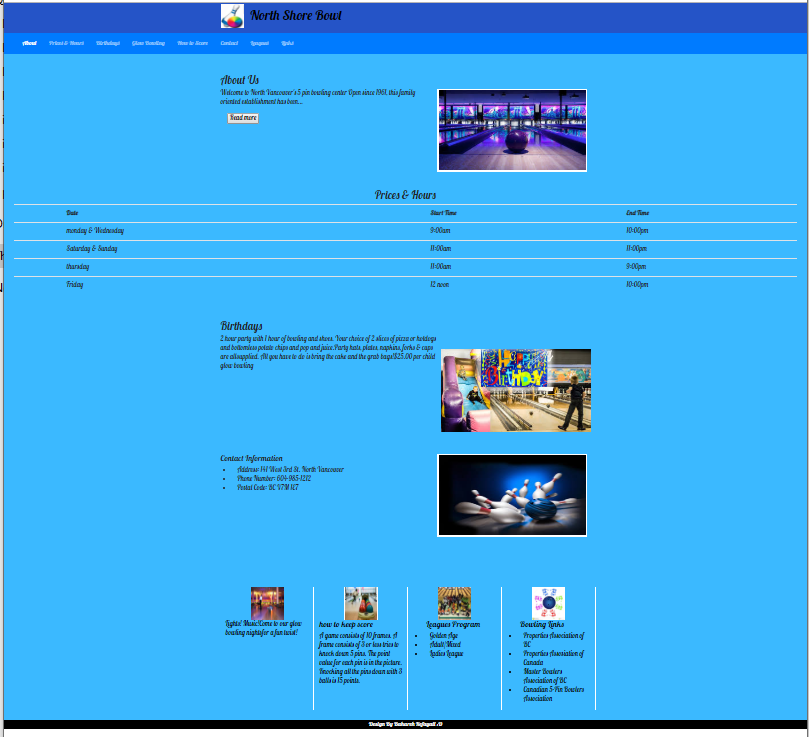 North Shore Bowl
About Prices & Hours Birthdays Glow Bowling How to Score Contact Leagues Links
About Us
Welcome to North Vancouver's 5 pin bowling center Open since 1961, this family
oriented establishment has been...
Read more
Prices & Hours
Date Start Time End Time
monday & Wednesday 9:00am 10:00pm
Saturday & Sunday 11:00am 11:00pm
thursday 11:00am 9:00pm
Friday 12 noon 10:00pm
Birthdays
2 hour party with 1 hour of bowling and shoes. Your choice of 2 slices of pizza or hotdogs
and bottomless potato chips and pop and juice.Party hats, plates, napkins, forks & cups
are allsupplied. All you have to do is bring the cake and the grab bags!$25.00 per child
glow bowling
Contact Information
Address: 141 West 3rd St. North Vancouver
Phone Number: 604-985-1212
Postal Code: BC V7M 1C7
Lights! Music!Come to our glow
bowling nightsfor a fun twist!
how to keep score
A game consists of 10 frames. A
frame consists of 3 or less tries to
knock down 5 pins. The point
value for each pin is in the picture.
Knocking all the pins down with 3
balls is 15 points.
Leagues Program
Golden Age
Adult/Mixed
Ladies League
Bowling Links
Properties Association of
BC
Properties Association of
Canada
Master Bowlers
Association of BC
Canadian 5-Pin Bowlers
Association
Design By Bahareh